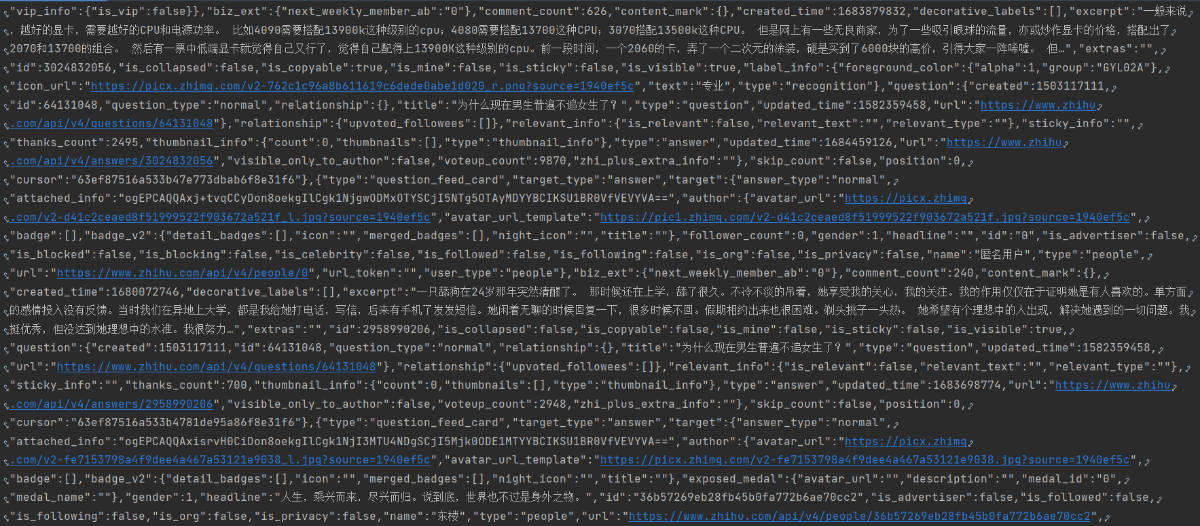 "vip_info":{"is_vip":false}},"biz_ext":{"next_weekly_member_ab":"0"},"comment_count":626,"content_mark":{},"created_time":1683879832,"decorative_labels":[],"excerpt":"一般来说
，越好的显卡，需要越好的CPU和电源功率。 比如4090需要搭配13900k这种级别的cpu；4080需要搭配13700这种CPU；3070搭配13500k这种CPU。 但是网上有一些无良商家，为了一些吸引眼球的流量，亦或炒作显卡的价格，搭配出了
2070和13700的组合。 然后有一票中低端显卡就觉得自己又行了，觉得自己配得上13900K这种级别的cpu。前一段时间，一个2060的卡，弄了一个二次元的涂装，硬是买到了6000块的高价，引得大家一阵唏嘘。 但…","extras":"",
"id":3024832056,"is_collapsed":false,"is_copyable":true,"is_mine":false,"is_sticky":false,"is_visible":true,"label_info":{"foreground_color":{"alpha":1,"group":"GYL02A"},
"icon_url":"https://picx.zhimg.com/v2-762c1c96a8b611619c6dede0abe1d020_r.png?source=1940ef5c","text":"专业","type":"recognition"},"question":{"created":1503117111,
"id":64131048,"question_type":"normal","relationship":{},"title":"为什么现在男生普遍不追女生了？","type":"question","updated_time":1582359458,"url":"https://www.zhihu
.com/api/v4/questions/64131048"},"relationship":{"upvoted_followees":[]},"relevant_info":{"is_relevant":false,"relevant_text":"","relevant_type":""},"sticky_info":"",
"thanks_count":2495,"thumbnail_info":{"count":0,"thumbnails":[],"type":"thumbnail_info"},"type":"answer","updated_time":1684459126,"url":"https://www.zhihu
.com/api/v4/answers/3024832056","visible_only_to_author":false,"voteup_count":9870,"zhi_plus_extra_info":""},"skip_count":false,"position":0,
"cursor":"63ef87516a533b47e773dbab6f8e31f6"},{"type":"question_feed_card","target_type":"answer","target":{"answer_type":"normal",
"attached_info":"ogEPCAQQAxj+tvqCCyDon8oekgIlCgk1NjgwODMxOTYSCjI5NTg5OTAyMDYYBCIKSU1BR0VfVEVYVA==","author":{"avatar_url":"https://picx.zhimg
.com/v2-d41c2ceaed8f51999522f903672a521f_l.jpg?source=1940ef5c","avatar_url_template":"https://pic1.zhimg.com/v2-d41c2ceaed8f51999522f903672a521f.jpg?source=1940ef5c",
"badge":[],"badge_v2":{"detail_badges":[],"icon":"","merged_badges":[],"night_icon":"","title":""},"follower_count":0,"gender":1,"headline":"","id":"0","is_advertiser":false,
"is_blocked":false,"is_blocking":false,"is_celebrity":false,"is_followed":false,"is_following":false,"is_org":false,"is_privacy":false,"name":"匿名用户","type":"people",
"url":"https://www.zhihu.com/api/v4/people/0","url_token":"","user_type":"people"},"biz_ext":{"next_weekly_member_ab":"0"},"comment_count":240,"content_mark":{},
"created_time":1680072746,"decorative_labels":[],"excerpt":"一只舔狗在24岁那年突然清醒了。 那时候还在上学，舔了很久。不冷不淡的吊着，她享受我的关心，我的关注。我的作用仅仅在于证明她是有人喜欢的。单方面
的感情投入没有反馈。当时我们在异地上大学，都是我给她打电话，写信，后来有手机了发发短信。她闲着无聊的时候回复一下，很多时候不回。假期相约出来也很困难。剃头挑子一头热。 她希望有个理想中的人出现，解决她遇到的一切问题。我
挺优秀，但没达到她理想中的水准。我很努力…","extras":"","id":2958990206,"is_collapsed":false,"is_copyable":false,"is_mine":false,"is_sticky":false,"is_visible":true,
"question":{"created":1503117111,"id":64131048,"question_type":"normal","relationship":{},"title":"为什么现在男生普遍不追女生了？","type":"question","updated_time":1582359458,
"url":"https://www.zhihu.com/api/v4/questions/64131048"},"relationship":{"upvoted_followees":[]},"relevant_info":{"is_relevant":false,"relevant_text":"","relevant_type":""},
"sticky_info":"","thanks_count":700,"thumbnail_info":{"count":0,"thumbnails":[],"type":"thumbnail_info"},"type":"answer","updated_time":1683698774,"url":"https://www.zhihu
.com/api/v4/answers/2958990206","visible_only_to_author":false,"voteup_count":2948,"zhi_plus_extra_info":""},"skip_count":false,"position":0,
"cursor":"63ef87516a533b4781de95a86f8e31f6"},{"type":"question_feed_card","target_type":"answer","target":{"answer_type":"normal",
"attached_info":"ogEPCAQQAxisrvH0CiDon8oekgIlCgk1NjI3MTU4NDgSCjI5Mjk0ODE1MTYYBCIKSU1BR0VfVEVYVA==","author":{"avatar_url":"https://picx.zhimg
.com/v2-fe7153798a4f9dee4a467a53121e9038_l.jpg?source=1940ef5c","avatar_url_template":"https://picx.zhimg.com/v2-fe7153798a4f9dee4a467a53121e9038.jpg?source=1940ef5c",
"badge":[],"badge_v2":{"detail_badges":[],"icon":"","merged_badges":[],"night_icon":"","title":""},"exposed_medal":{"avatar_url":"","description":"","medal_id":"0",
"medal_name":""},"gender":1,"headline":"人生，乘兴而来，尽兴而归。说到底，世界也不过是身外之物。","id":"36b57269eb28fb45b0fa772b6ae70cc2","is_advertiser":false,"is_followed":false,
"is_following":false,"is_org":false,"is_privacy":false,"name":"东楼","type":"people","url":"https://www.zhihu.com/api/v4/people/36b57269eb28fb45b0fa772b6ae70cc2",